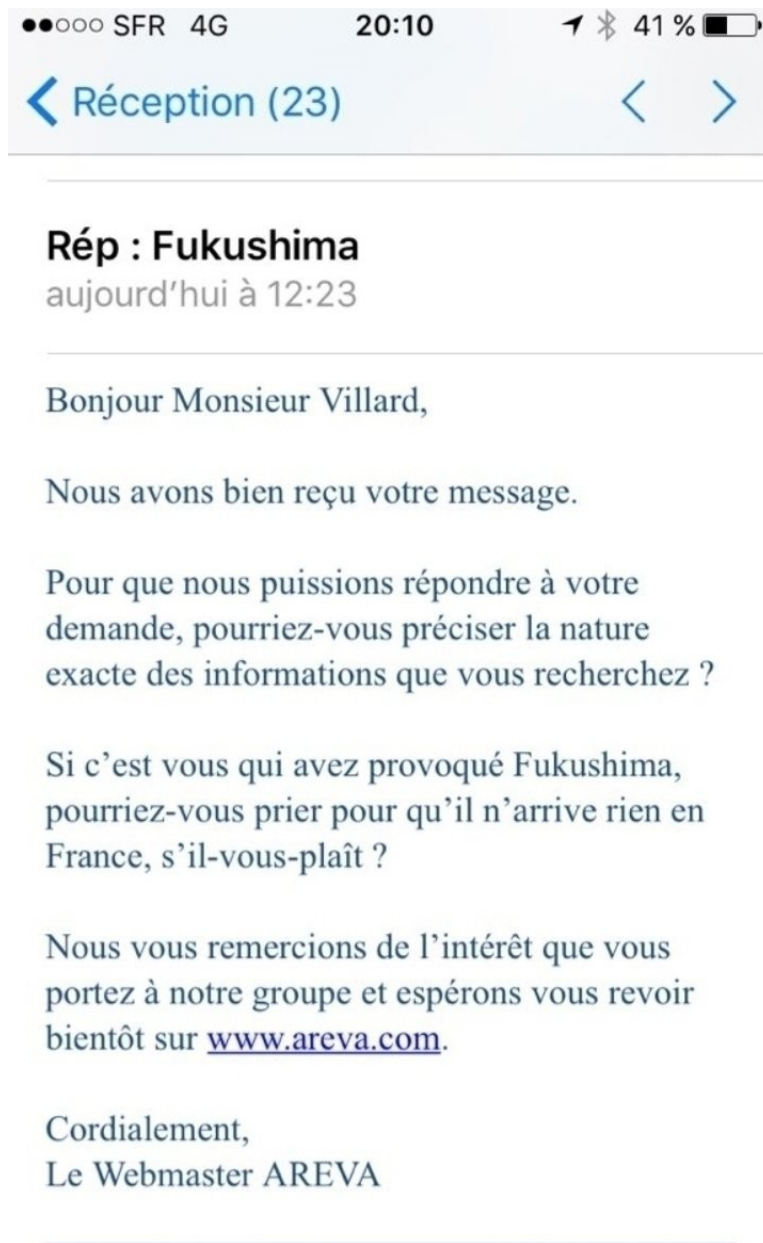 SFR 4G 20:10 41 %
Réception (23)
Rép : Fukushima
aujourd'hui à 12:23
Bonjour Monsieur Villard,
Nous avons bien reçu votre message.
Pour que nous puissions répondre à votre
demande, pourriez-vous préciser la nature
exacte des informations que vous recherchez ?
Si c’est vous qui avez provoqué Fukushima,
pourriez-vous prier pour qu’il n’arrive rien en
France, s’il-vous-plaît ?
Nous vous remercions de l’intérêt que vous
portez à notre groupe et espérons vous revoir
bientôt sur www.areva.com.
Cordialement,
Le Webmaster AREVA